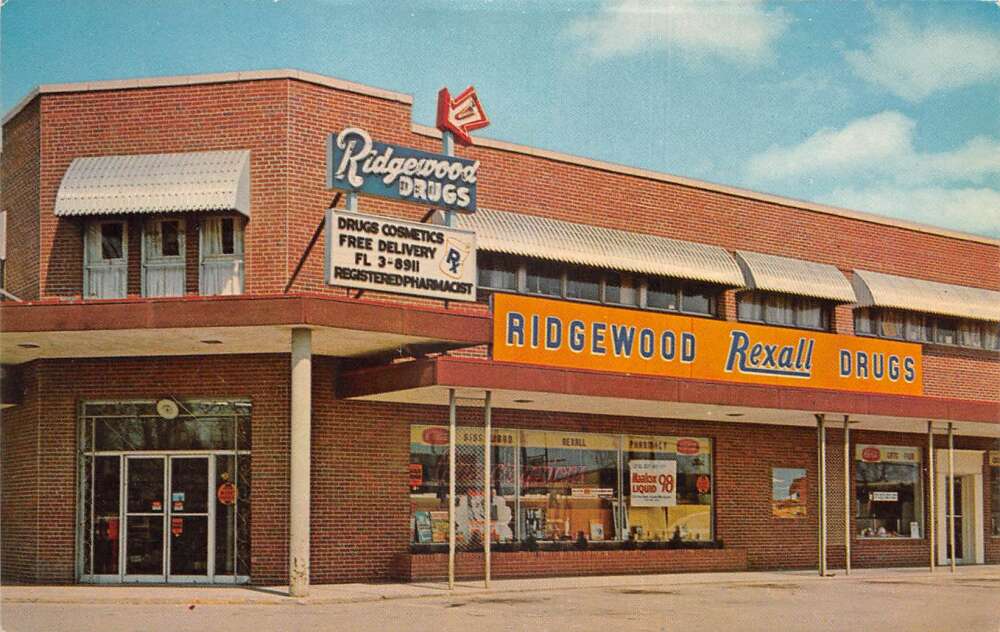 Ridgewood
DRUGS
DRUGS COSMETICS
FREE DELIVERY
FL 3-8911
REGISTERED PHARMACIST
Rx
RIDGEWOOD Rexall DRUGS
REXALL
PHARMACY
Maalox
LIQUID 98